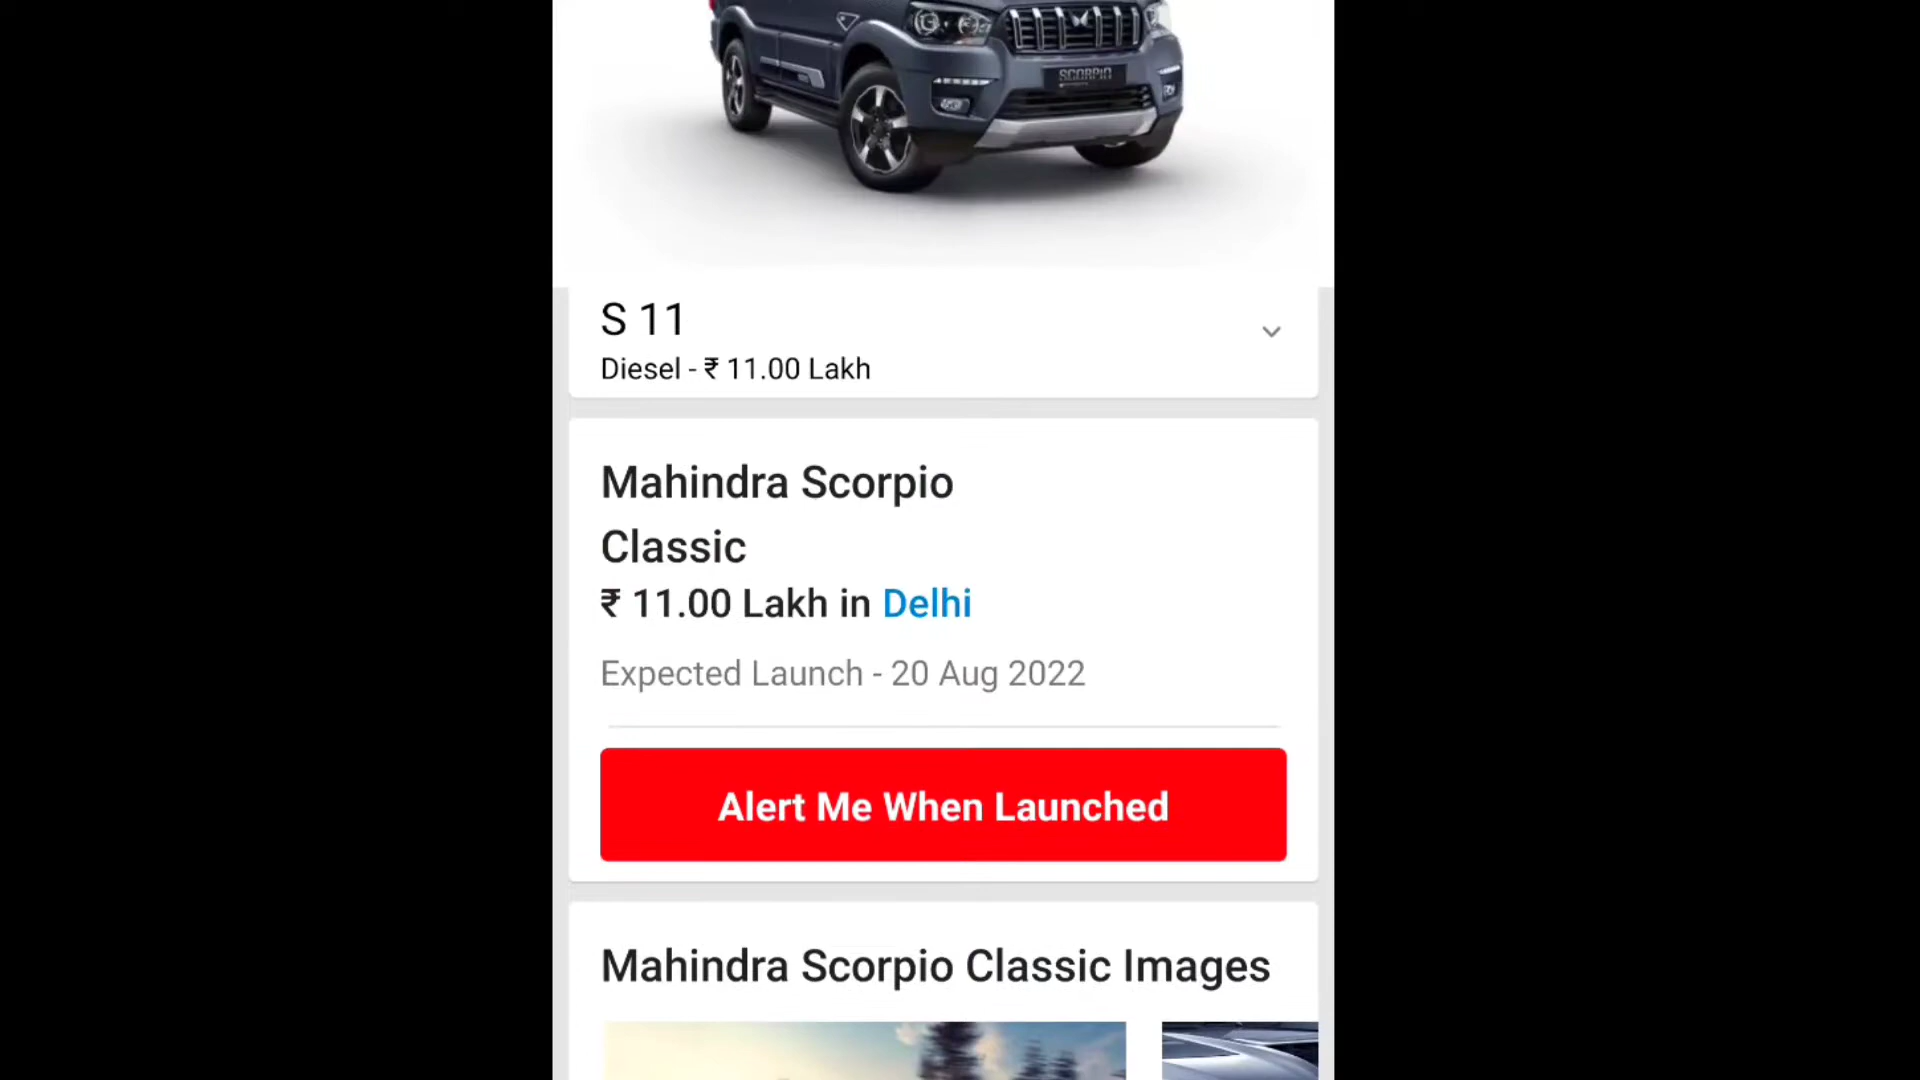 SCORPIO
S 11
Diesel - ₹ 11.00 Lakh
Mahindra Scorpio
Classic
₹ 11.00 Lakh in Delhi
Expected Launch - 20 Aug 2022
Alert Me When Launched
Mahindra Scorpio Classic Images